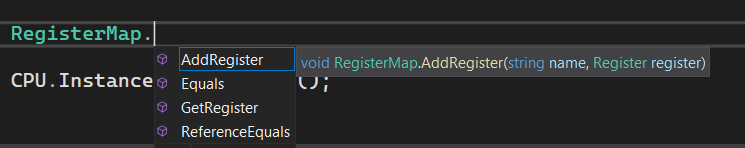 RegisterMap.
AddRegister
void RegisterMap.AddRegister(string name, Register register)
CPU.Instance
Equals
();
GetRegister
ReferenceEquals